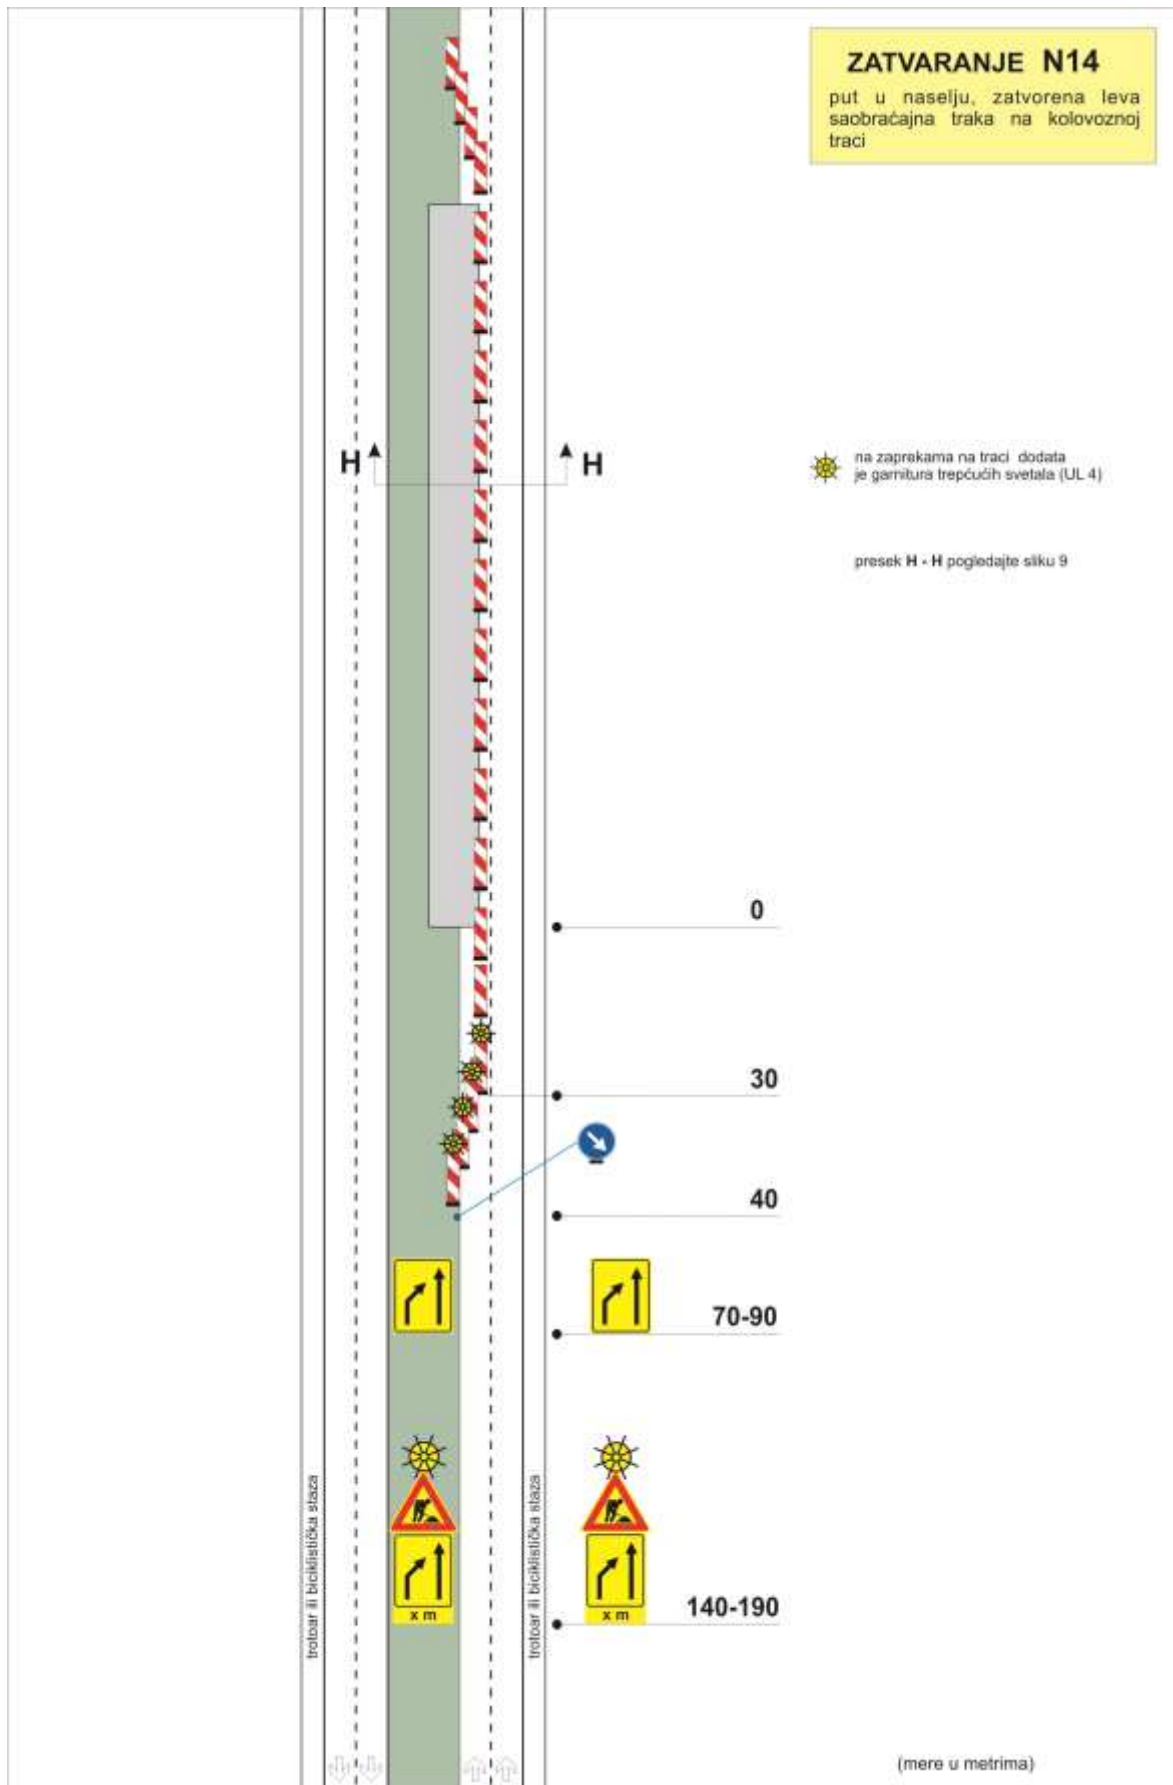 ZATVARANJE N14
put u naselju, zatvorena leva
saobraćajna traka na kolovoznoj
traci
H
H
na zaprekama na traci dodata
je garnitura trepćućih svetala (UL 4)
presek H - H pogledajte sliku 9
0
30
40
70-90
trotoar ili biciklistička staza
trotoar ili biciklistička staza
x m
x m
140-190
(mere u metrima)